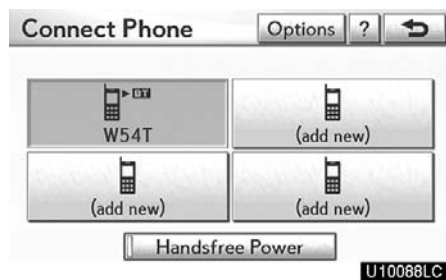 Connect Phone Options ?
BT
W54T (add new)
(add new) (add new)
Handsfree Power
U10088LC